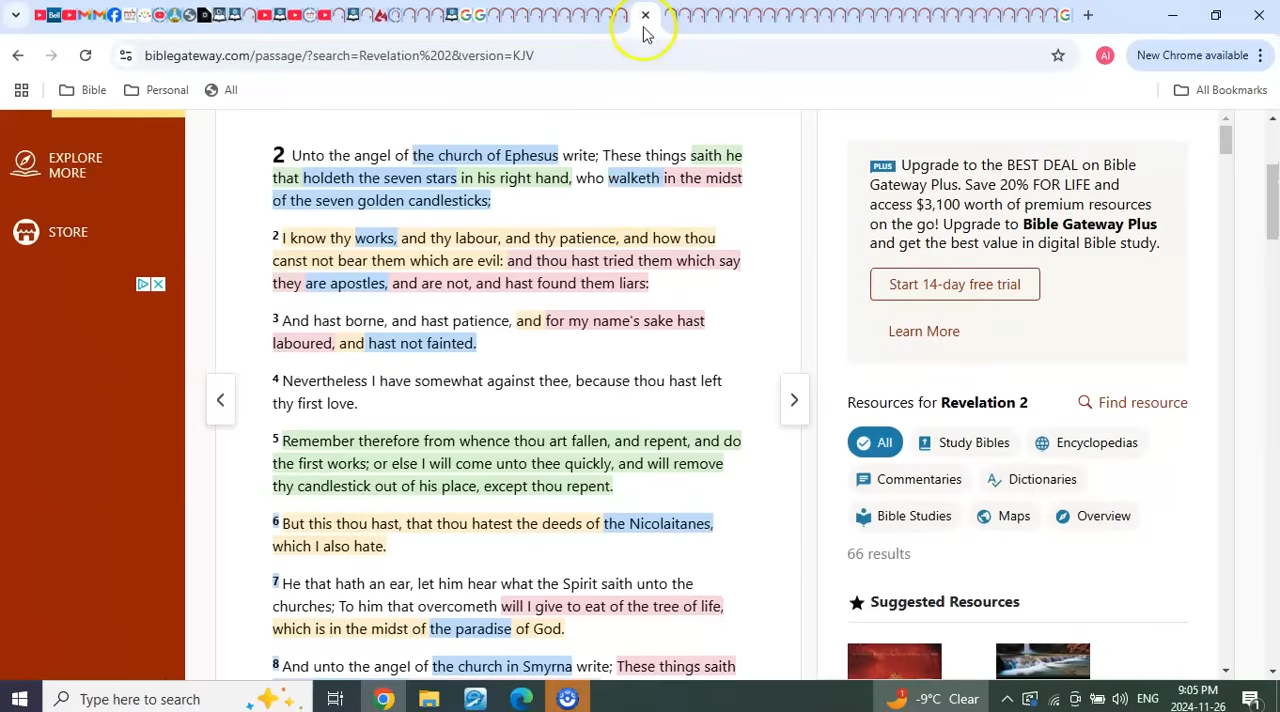 Bell
biblegateway.com/passage/?search=Revelation%202&version=KJV
AI
New Chrome available
Bible
Personal
All
All Bookmarks
EXPLORE
MORE
STORE
2 Unto the angel of the church of Ephesus write; These things saith he
that holdeth the seven stars in his right hand, who walketh in the midst
of the seven golden candlesticks;
2 I know thy works, and thy labour, and thy patience, and how thou
canst not bear them which are evil: and thou hast tried them which say
they are apostles, and are not, and hast found them liars:
3 And hast borne, and hast patience, and for my name's sake hast
laboured, and hast not fainted.
4 Nevertheless I have somewhat against thee, because thou hast left
thy first love.
5 Remember therefore from whence thou art fallen, and repent, and do
the first works; or else I will come unto thee quickly, and will remove
thy candlestick out of his place, except thou repent.
6 But this thou hast, that thou hatest the deeds of the Nicolaitanes,
which I also hate.
7 He that hath an ear, let him hear what the Spirit saith unto the
churches; To him that overcometh will I give to eat of the tree of life,
which is in the midst of the paradise of God.
8 And unto the angel of the church in Smyrna write; These things saith
PLUS Upgrade to the BEST DEAL on Bible
Gateway Plus. Save 20% FOR LIFE and
access $3,100 worth of premium resources
on the go! Upgrade to Bible Gateway Plus
and get the best value in digital Bible study.
Start 14-day free trial
Learn More
Resources for Revelation 2
Find resource
All
Study Bibles
Encyclopedias
Commentaries
Dictionaries
Bible Studies
Maps
Overview
66 results
Suggested Resources
Type here to search
1
-9°C Clear
ENG
9:05 PM
2024-11-26
1